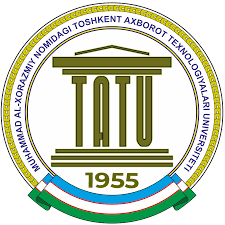 MUHAMMAD AL-XORAZMIY NOMIDAGI TOSHKENT AXBOROT TEXNOLOGIYALARI UNIVERSITETI
TATU
1955